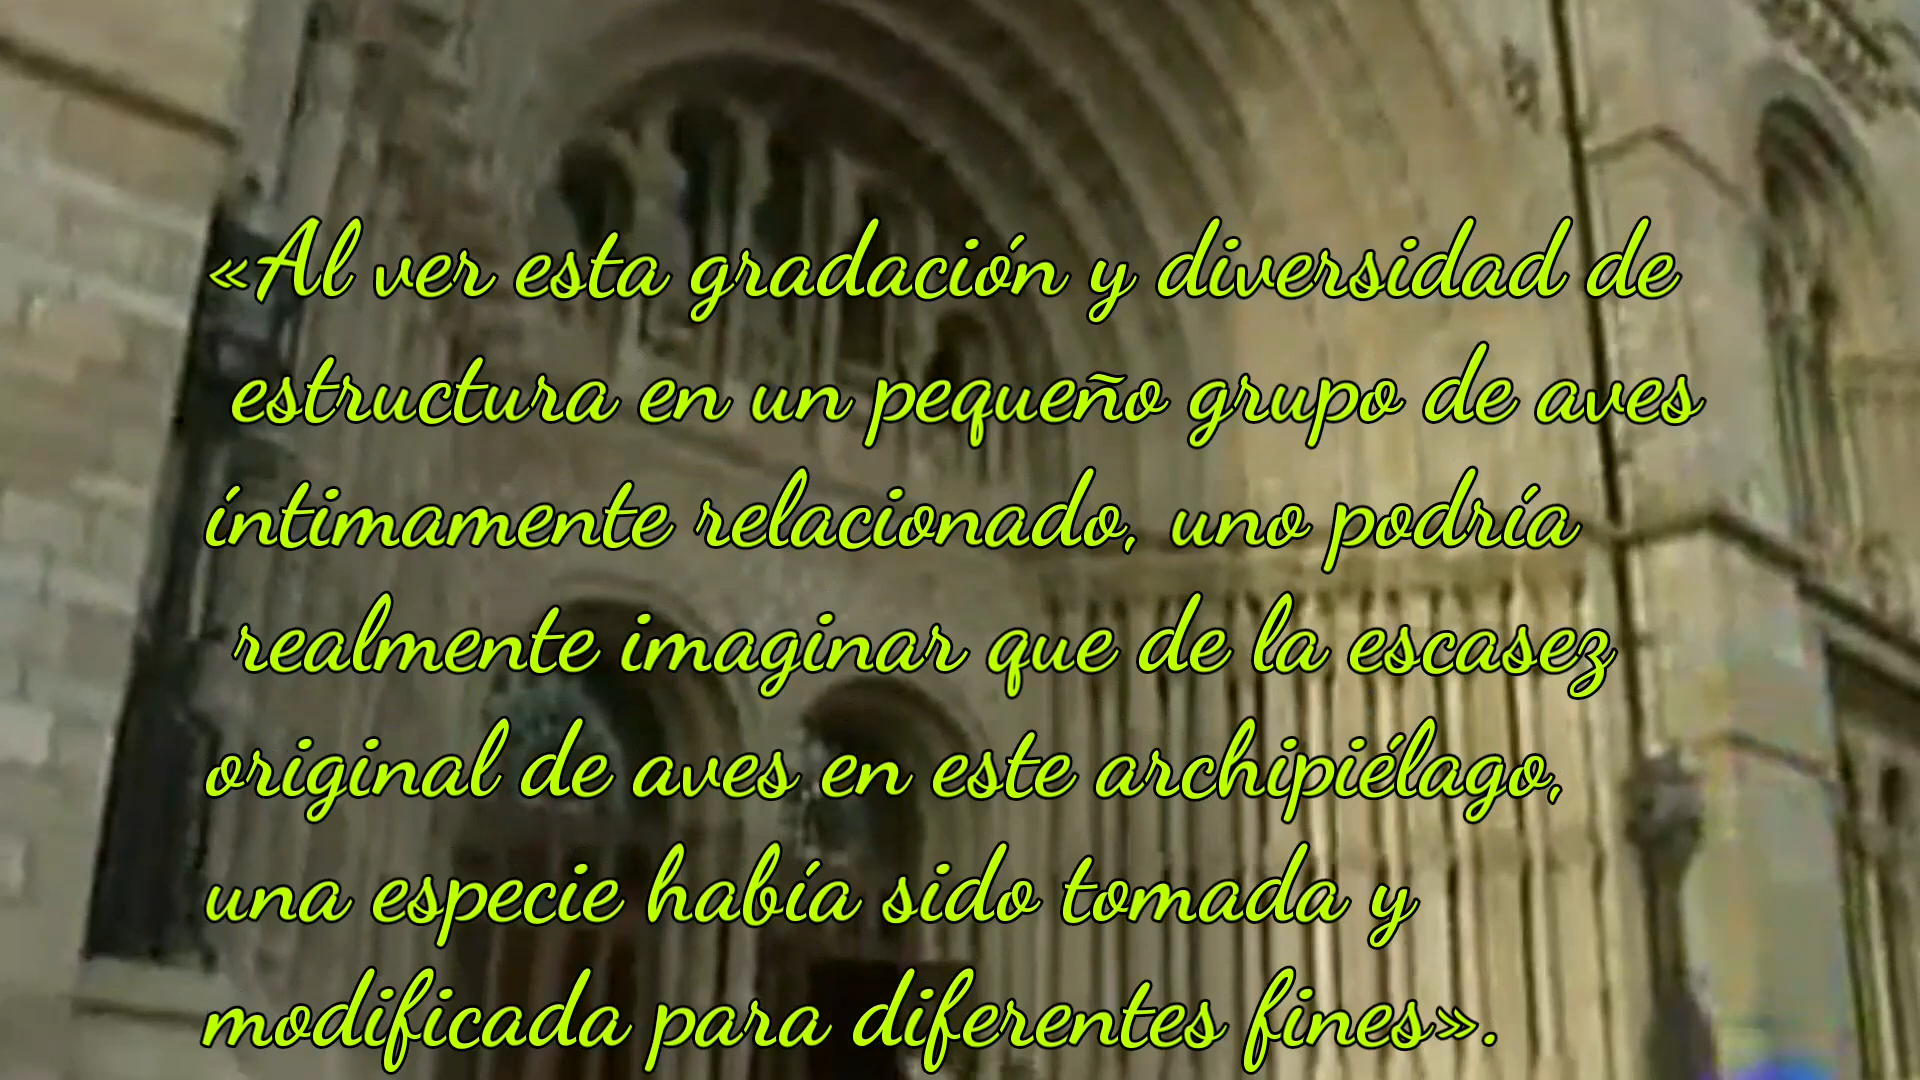 «Al ver esta gradación y diversidad de
estructura en un pequeño grupo de aves
íntimamente relacionado, uno podría
realmente imaginar que de la escasez
original de aves en este archipiélago,
una especie había sido tomada y
modificada para diferentes fines».